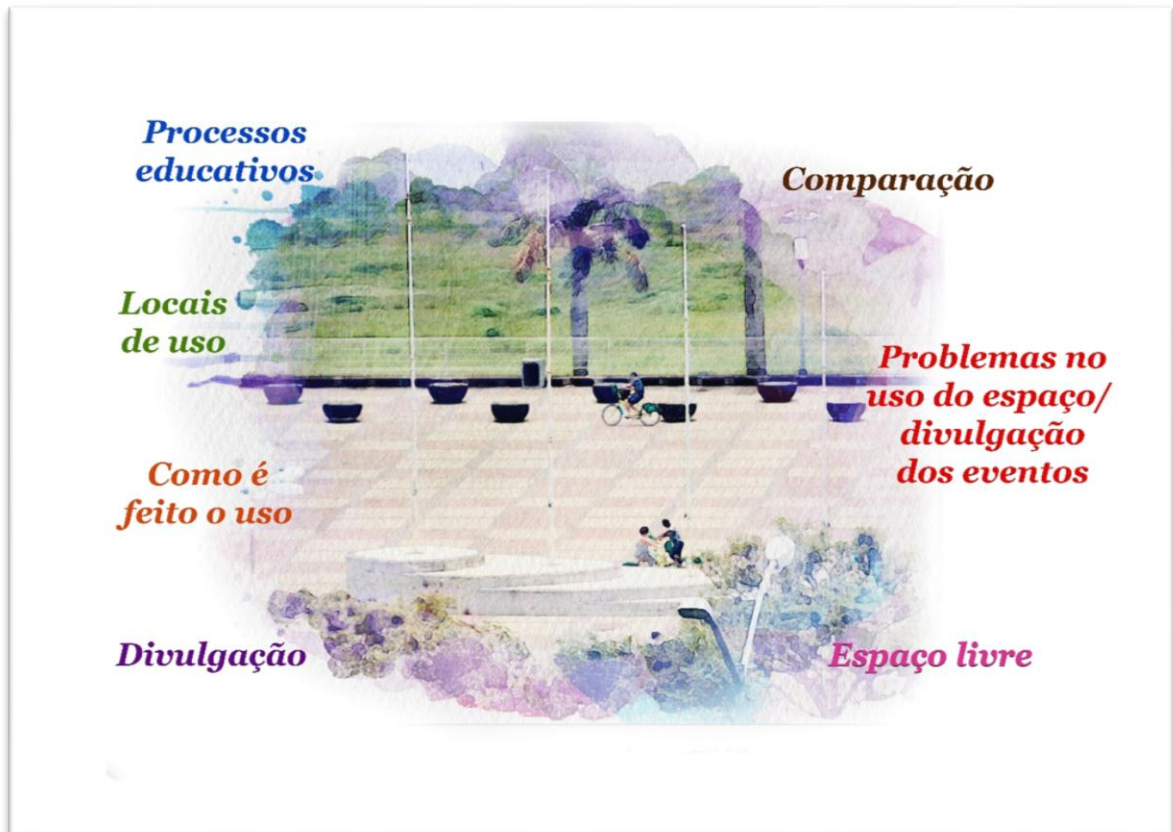 Processos
educativos
Comparação
Locais
de uso
Problemas no
uso do espaço/
divulgação
dos eventos
Como é
feito o uso
Divulgação
Espaço livre